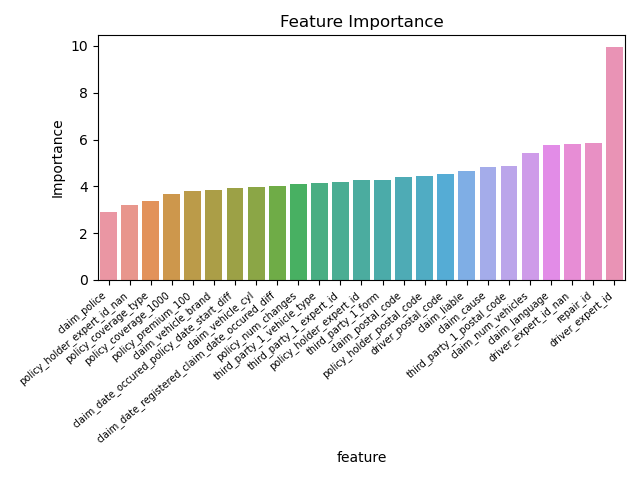 Feature Importance
Importance
10
8
6
4
2
0
claim_police
policy_holder_expert_id_nan
policy_coverage_type
policy_coverage_1000
policy_premium_100
claim_vehicle_brand
claim_date_occured_policy_date_start_diff
claim_vehicle_cyl
claim_date_registered_claim_date_occured_diff
policy_num_changes
third_party_1_vehicle_type
third_party_1_expert_id
policy_holder_expert_id
third_party_1_form
claim_postal_code
policy_holder_postal_code
driver_postal_code
claim_liable
claim_cause
third_party_1_postal_code
claim_num_vehicles
claim_language
driver_expert_id_nan
repair_id
driver_expert_id
feature